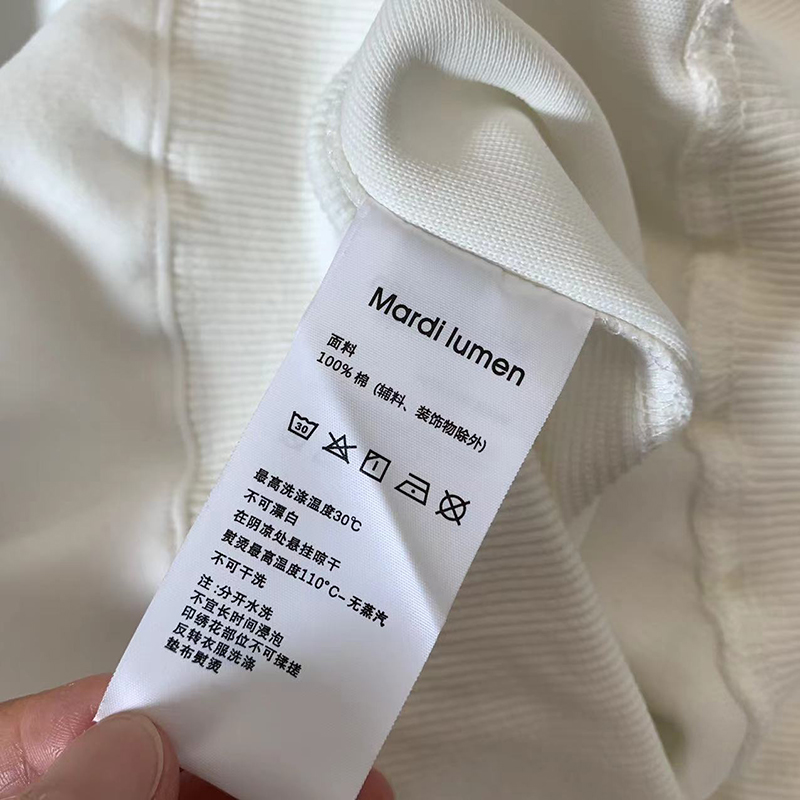 Mardi lumen
面料
100% 棉 (辅料、装饰物除外)
30
最高洗涤温度30℃
不可漂白
在阴凉处悬挂晾干
熨烫最高温度110°C-无蒸汽
不可干洗
注:分开水洗
不宜长时间浸泡
印绣花部位不可揉搓
反转衣服洗涤
垫布熨烫